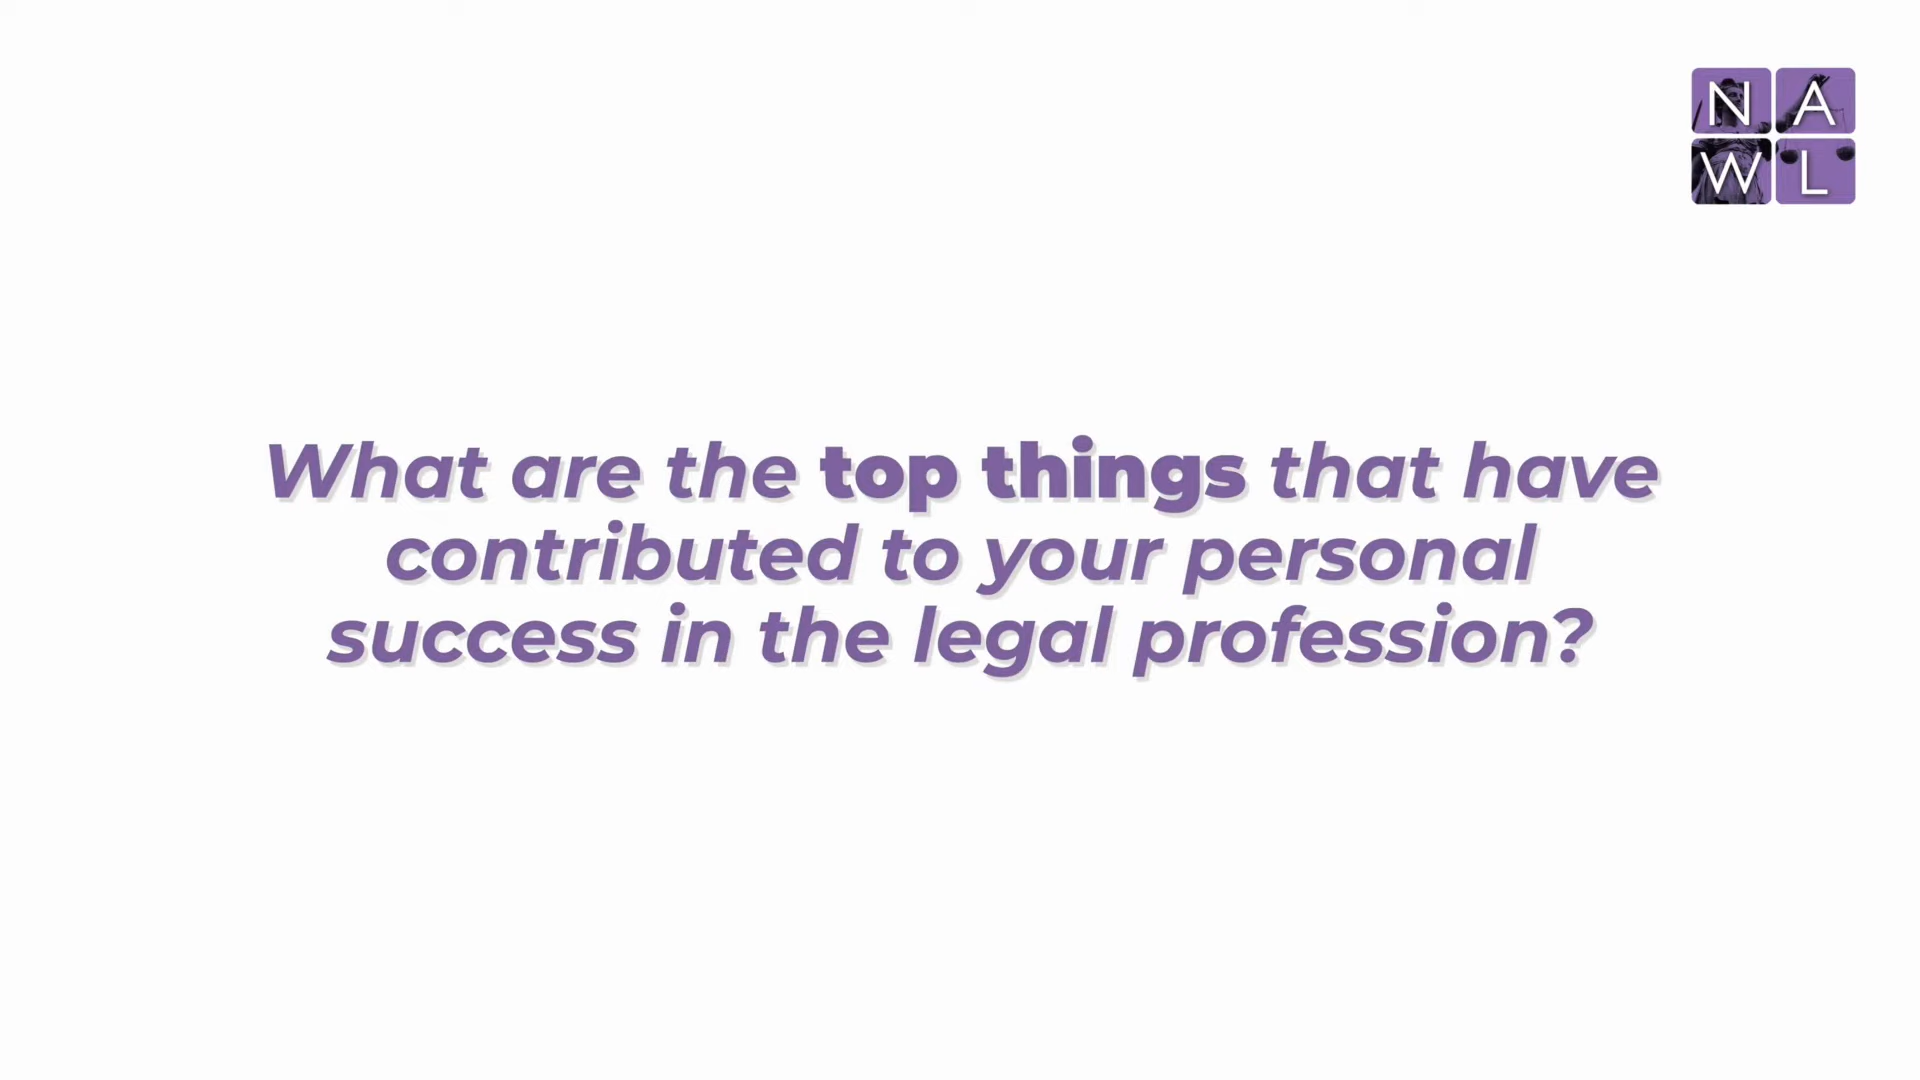 N A
W L
What are the top things that have
contributed to your personal
success in the legal profession?